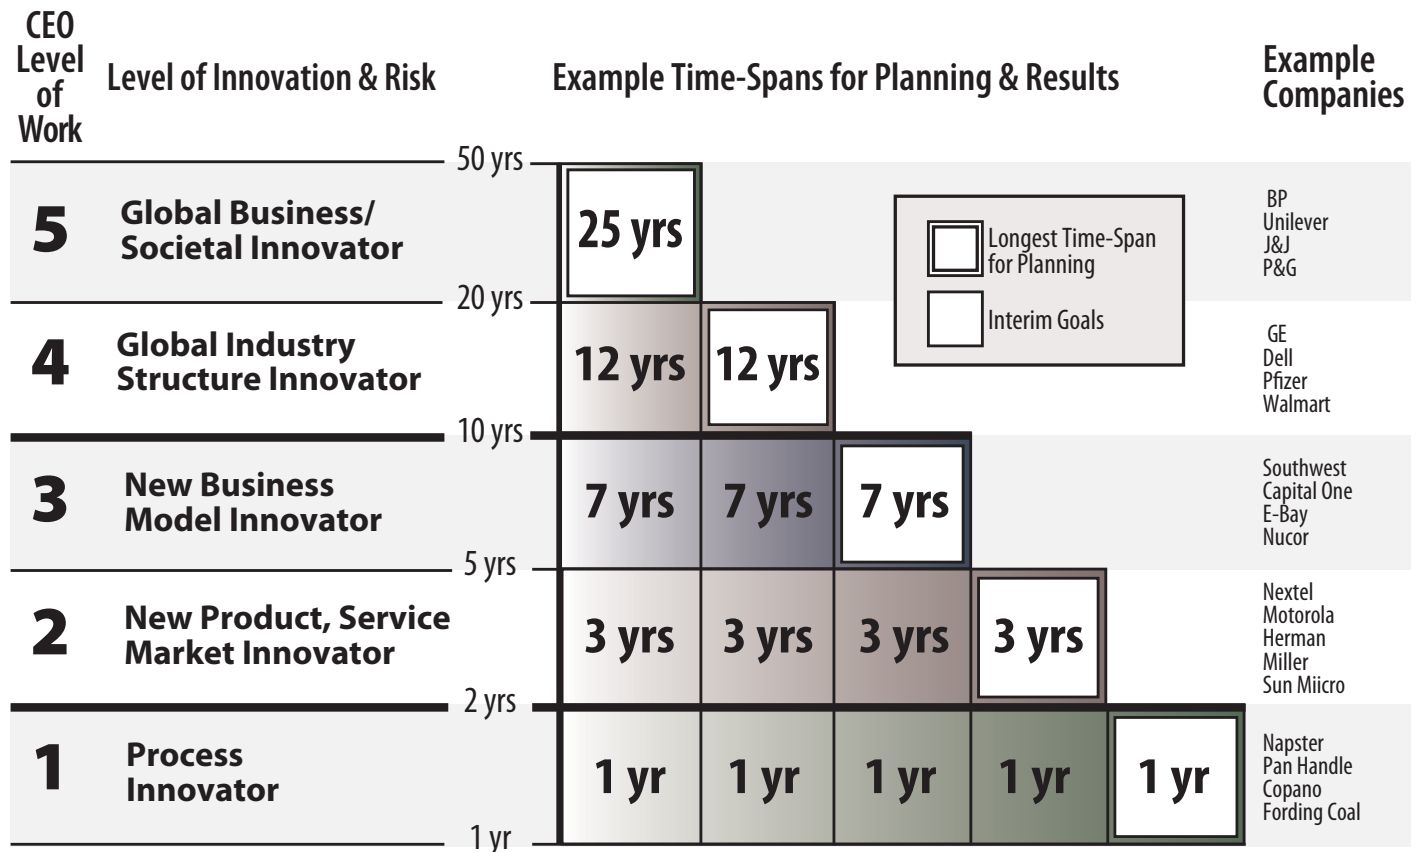 CEO
Level
of
Work
Level of Innovation & Risk
Example Time-Spans for Planning & Results
Example
Companies
50 yrs
5
Global Business/
Societal Innovator
25 yrs
Longest Time-Span
for Planning
Interim Goals
BP
Unilever
J&J
P&G
20 yrs
4
Global Industry
Structure Innovator
12 yrs 12 yrs
GE
Dell
Pfizer
Walmart
10 yrs
3
New Business
Model Innovator
7 yrs 7 yrs 7 yrs
Southwest
Capital One
E-Bay
Nucor
5 yrs
2
New Product, Service
Market Innovator
3 yrs 3 yrs 3 yrs 3 yrs
Nextel
Motorola
Herman
Miller
Sun Miicro
2 yrs
1
Process
Innovator
1 yr 1 yr 1 yr 1 yr 1 yr
Napster
Pan Handle
Copano
Fording Coal
1 yr